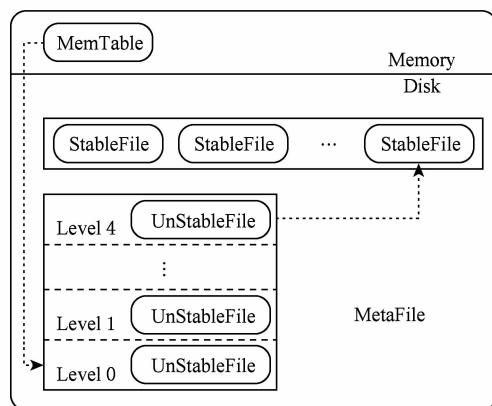 MemTable
Memory
Disk
StableFile StableFile ... StableFile
Level 4 UnStableFile
⋮
Level 1 UnStableFile
MetaFile
Level 0 UnStableFile